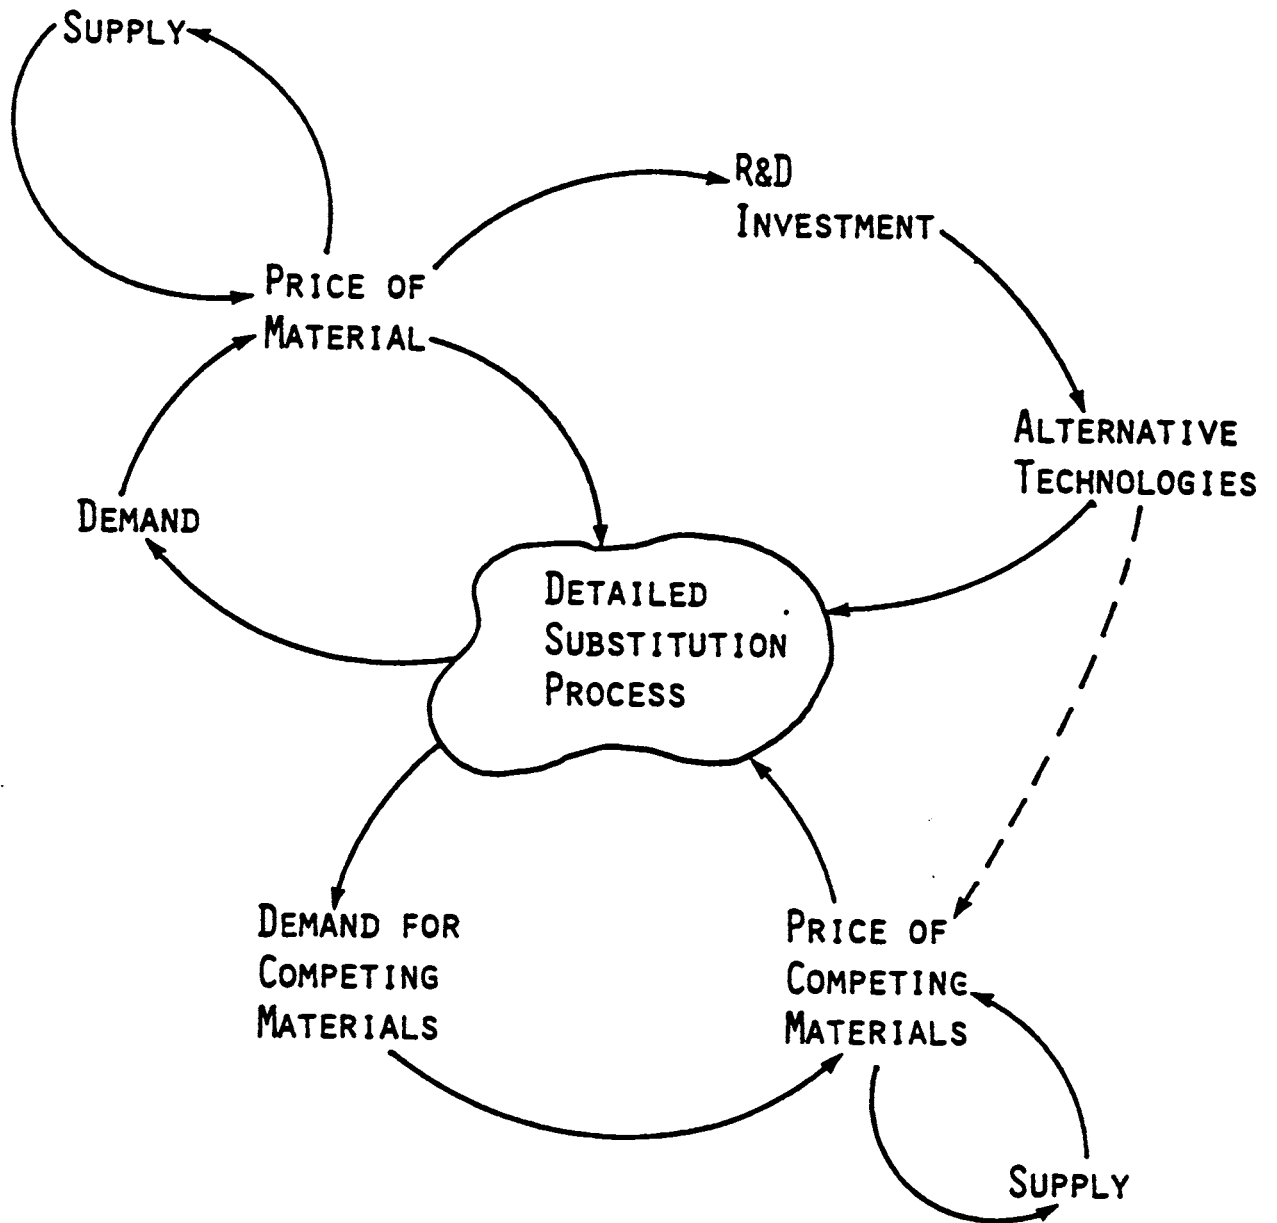 SUPPLY
R&D
INVESTMENT
PRICE OF
MATERIAL
ALTERNATIVE
TECHNOLOGIES
DEMAND
DETAILED
SUBSTITUTION
PROCESS
DEMAND FOR
COMPETING
MATERIALS
PRICE OF
COMPETING
MATERIALS
SUPPLY